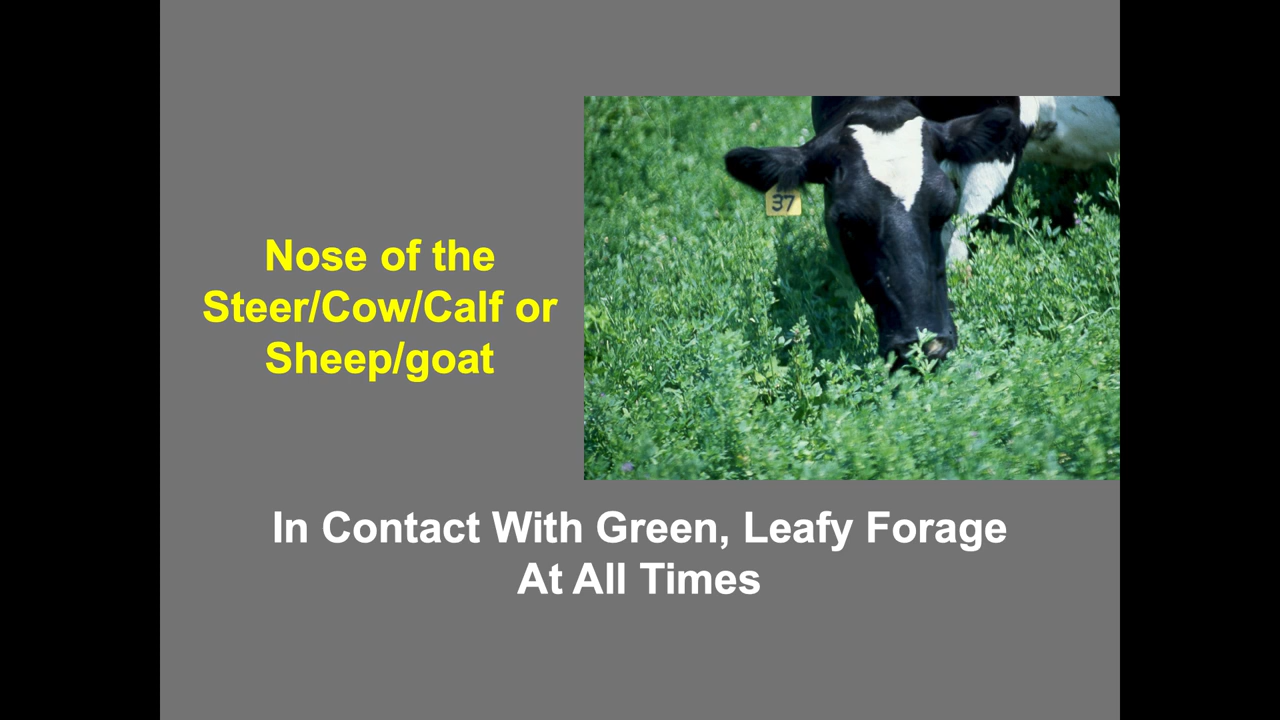 Nose of the
Steer/Cow/Calf or
Sheep/goat
37
In Contact With Green, Leafy Forage
At All Times